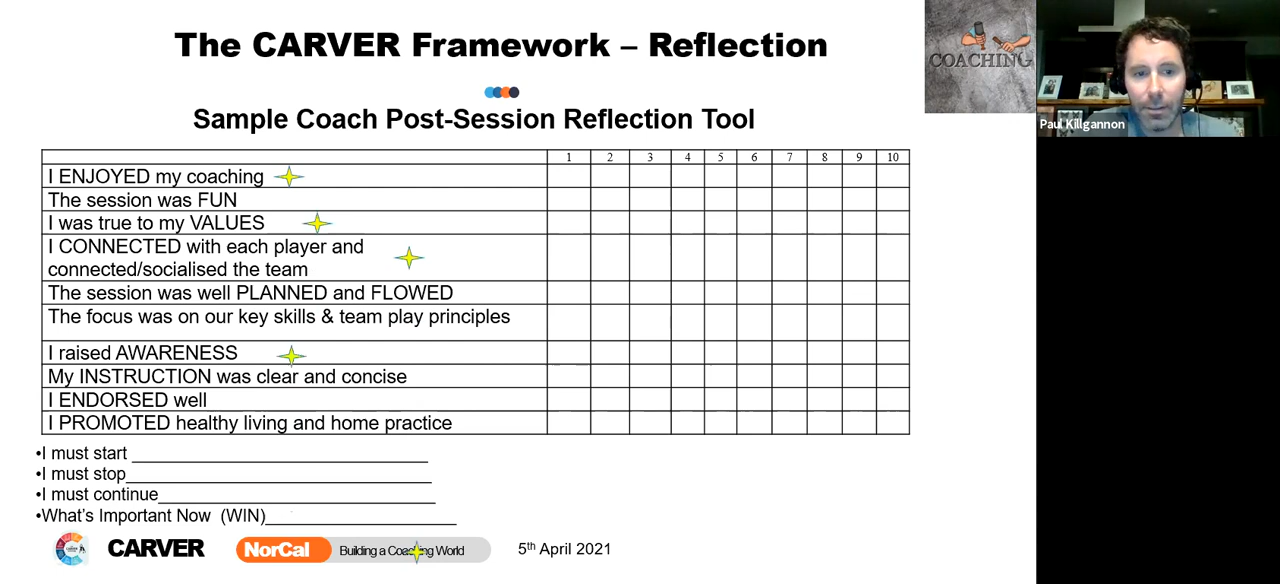 The CARVER Framework – Reflection
COACHING
Paul Killgannon
Sample Coach Post-Session Reflection Tool
1 2 3 4 5 6 7 8 9 10
I ENJOYED my coaching
The session was FUN
I was true to my VALUES
I CONNECTED with each player and
connected/socialised the team
The session was well PLANNED and FLOWED
The focus was on our key skills & team play principles
I raised AWARENESS
My INSTRUCTION was clear and concise
I ENDORSED well
I PROMOTED healthy living and home practice
•I must start ______________________________
•I must stop_______________________________
•I must continue____________________________
•What's Important Now (WIN)___________________
CARVER
NorCal Building a Coaching World
5th April 2021